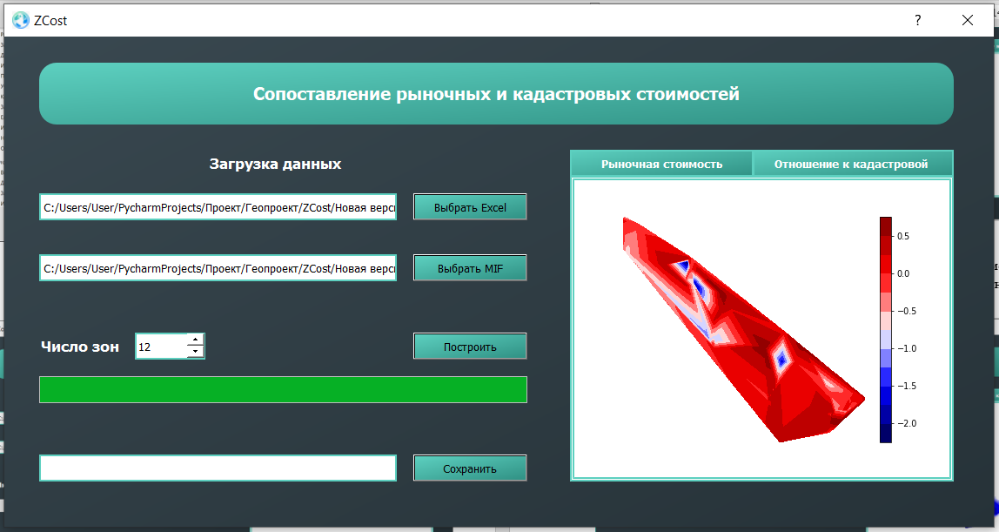 ZCost
?
Сопоставление рыночных и кадастровых стоимостей
Загрузка данных
C:/Users/User/PycharmProjects/Проект/Геопроект/ZCost/Новая верси
Выбрать Excel
C:/Users/User/PycharmProjects/Проект/Геопроект/ZCost/Новая верси
Выбрать MIF
Число зон
12
Построить
Сохранить
Рыночная стоимость
Отношение к кадастровой
0.5
0.0
−0.5
−1.0
−1.5
−2.0